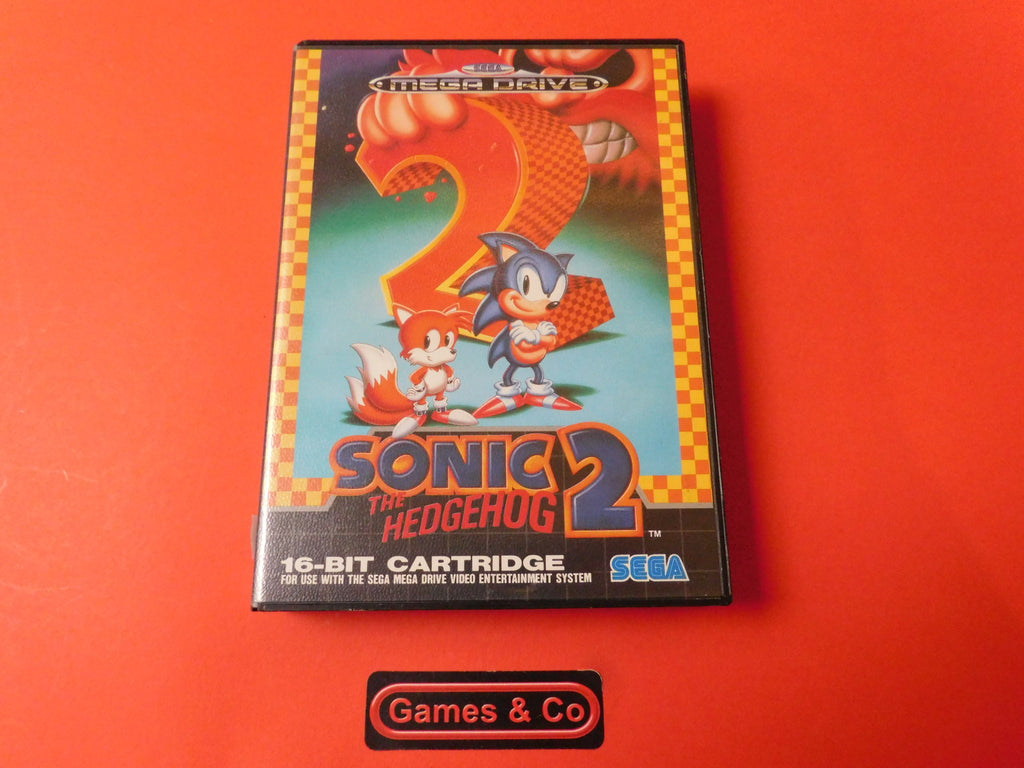 SEGA
MEGA DRIVE
2
SONIC
THE
HEDGEHOG
2
TM
16-BIT CARTRIDGE
FOR USE WITH THE SEGA MEGA DRIVE VIDEO ENTERTAINMENT SYSTEM
SEGA
Games & Co